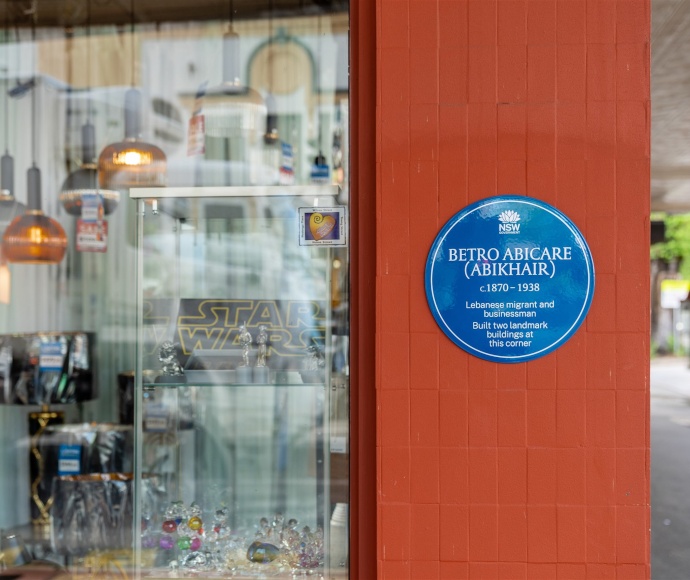 STAR
WARS
NSW
GOVERNMENT
BETRO ABICARE
(ABIKHAIR)
c.1870 – 1938
Lebanese migrant and
businessman
Built two landmark
buildings at
this corner